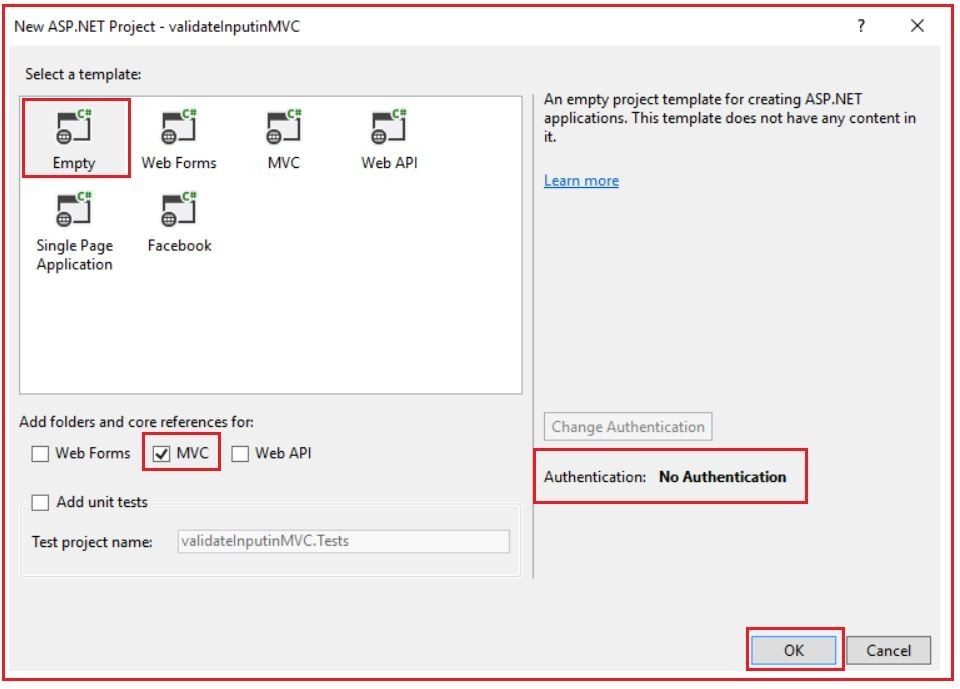 New ASP.NET Project - validateInputinMVC
?
Select a template:
C# C# C# C#
Empty Web Forms MVC Web API
C# C#
Single Page Facebook
Application
An empty project template for creating ASP.NET
applications. This template does not have any content in
it.
Learn more
Add folders and core references for:
Web Forms MVC Web API
Add unit tests
Test project name: validateInputinMVC.Tests
Change Authentication
Authentication: No Authentication
OK Cancel